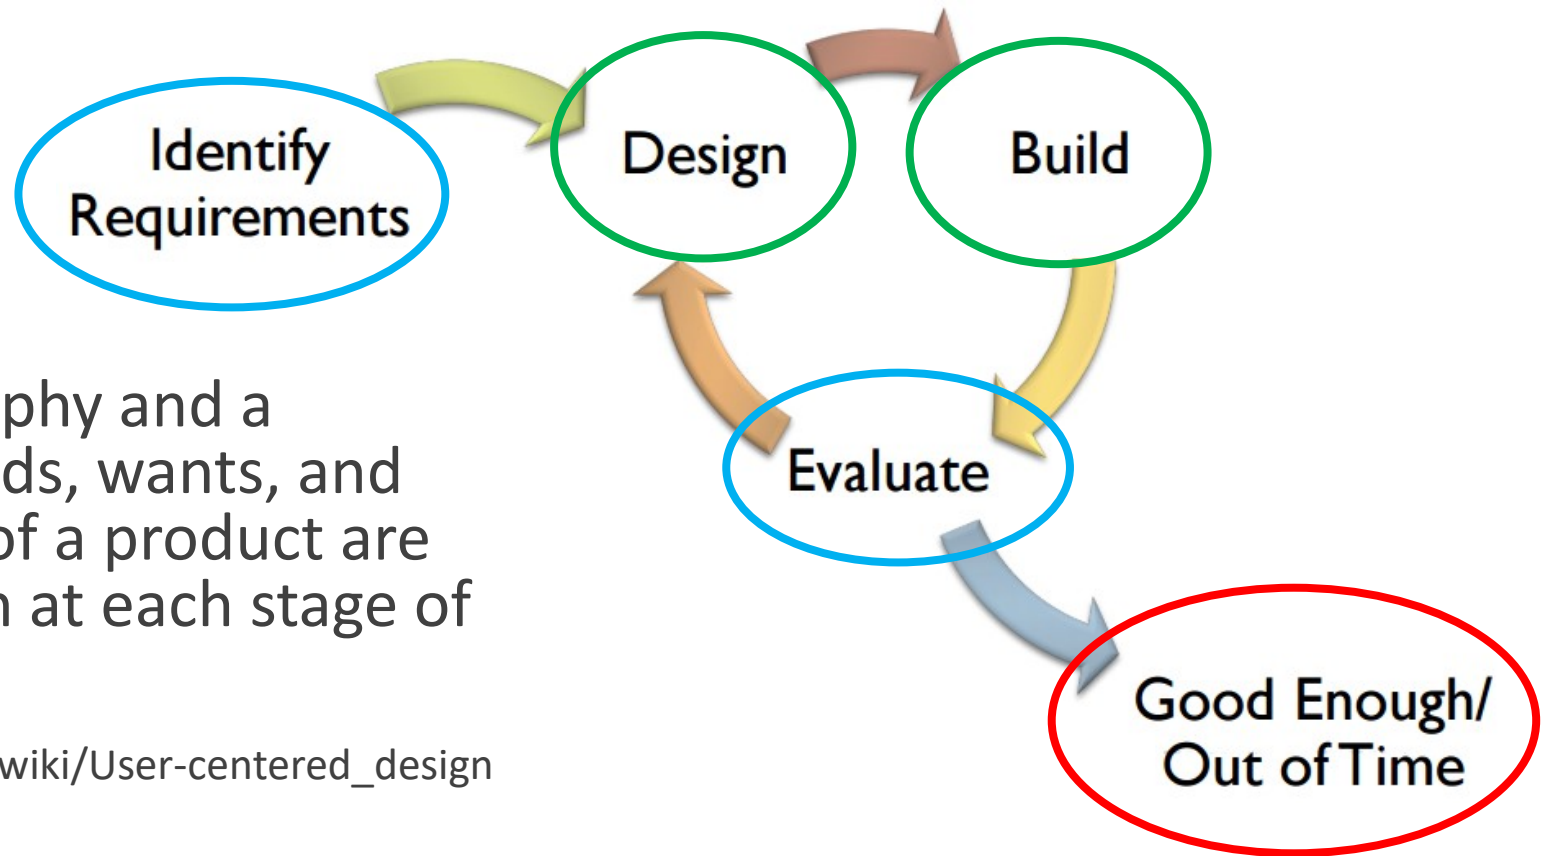 Identify
Requirements
Design
Build
Evaluate
phy and a
ds, wants, and
of a product are
n at each stage of
Good Enough/
Out of Time
wiki/User-centered_design